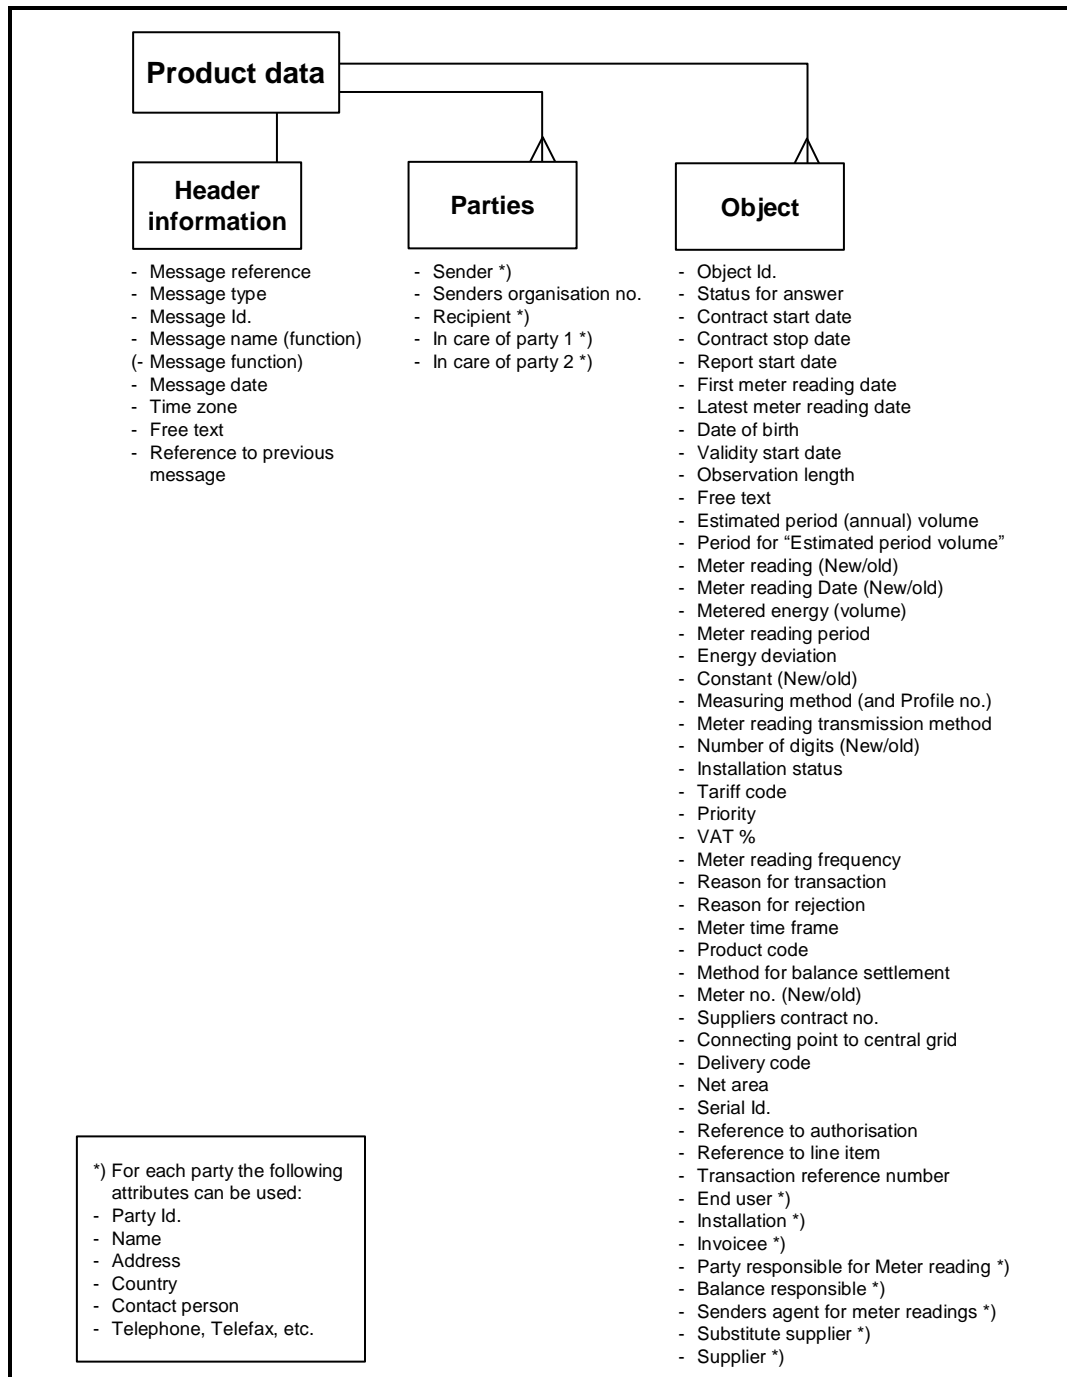 Product data
Header
information
- Message reference
- Message type
- Message Id.
- Message name (function)
(- Message function)
- Message date
- Time zone
- Free text
- Reference to previous
message
Parties
- Sender *)
- Senders organisation no.
- Recipient *)
- In care of party 1 *)
- In care of party 2 *)
Object
- Object Id.
- Status for answer
- Contract start date
- Contract stop date
- Report start date
- First meter reading date
- Latest meter reading date
- Date of birth
- Validity start date
- Observation length
- Free text
- Estimated period (annual) volume
- Period for “Estimated period volume”
- Meter reading (New/old)
- Meter reading Date (New/old)
- Metered energy (volume)
- Meter reading period
- Energy deviation
- Constant (New/old)
- Measuring method (and Profile no.)
- Meter reading transmission method
- Number of digits (New/old)
- Installation status
- Tariff code
- Priority
- VAT %
- Meter reading frequency
- Reason for transaction
- Reason for rejection
- Meter time frame
- Product code
- Method for balance settlement
- Meter no. (New/old)
- Suppliers contract no.
- Connecting point to central grid
- Delivery code
- Net area
- Serial Id.
- Reference to authorisation
- Reference to line item
- Transaction reference number
- End user *)
- Installation *)
- Invoicee *)
- Party responsible for Meter reading *)
- Balance responsible *)
- Senders agent for meter readings *)
- Substitute supplier *)
- Supplier *)
*) For each party the following
attributes can be used:
- Party Id.
- Name
- Address
- Country
- Contact person
- Telephone, Telefax, etc.